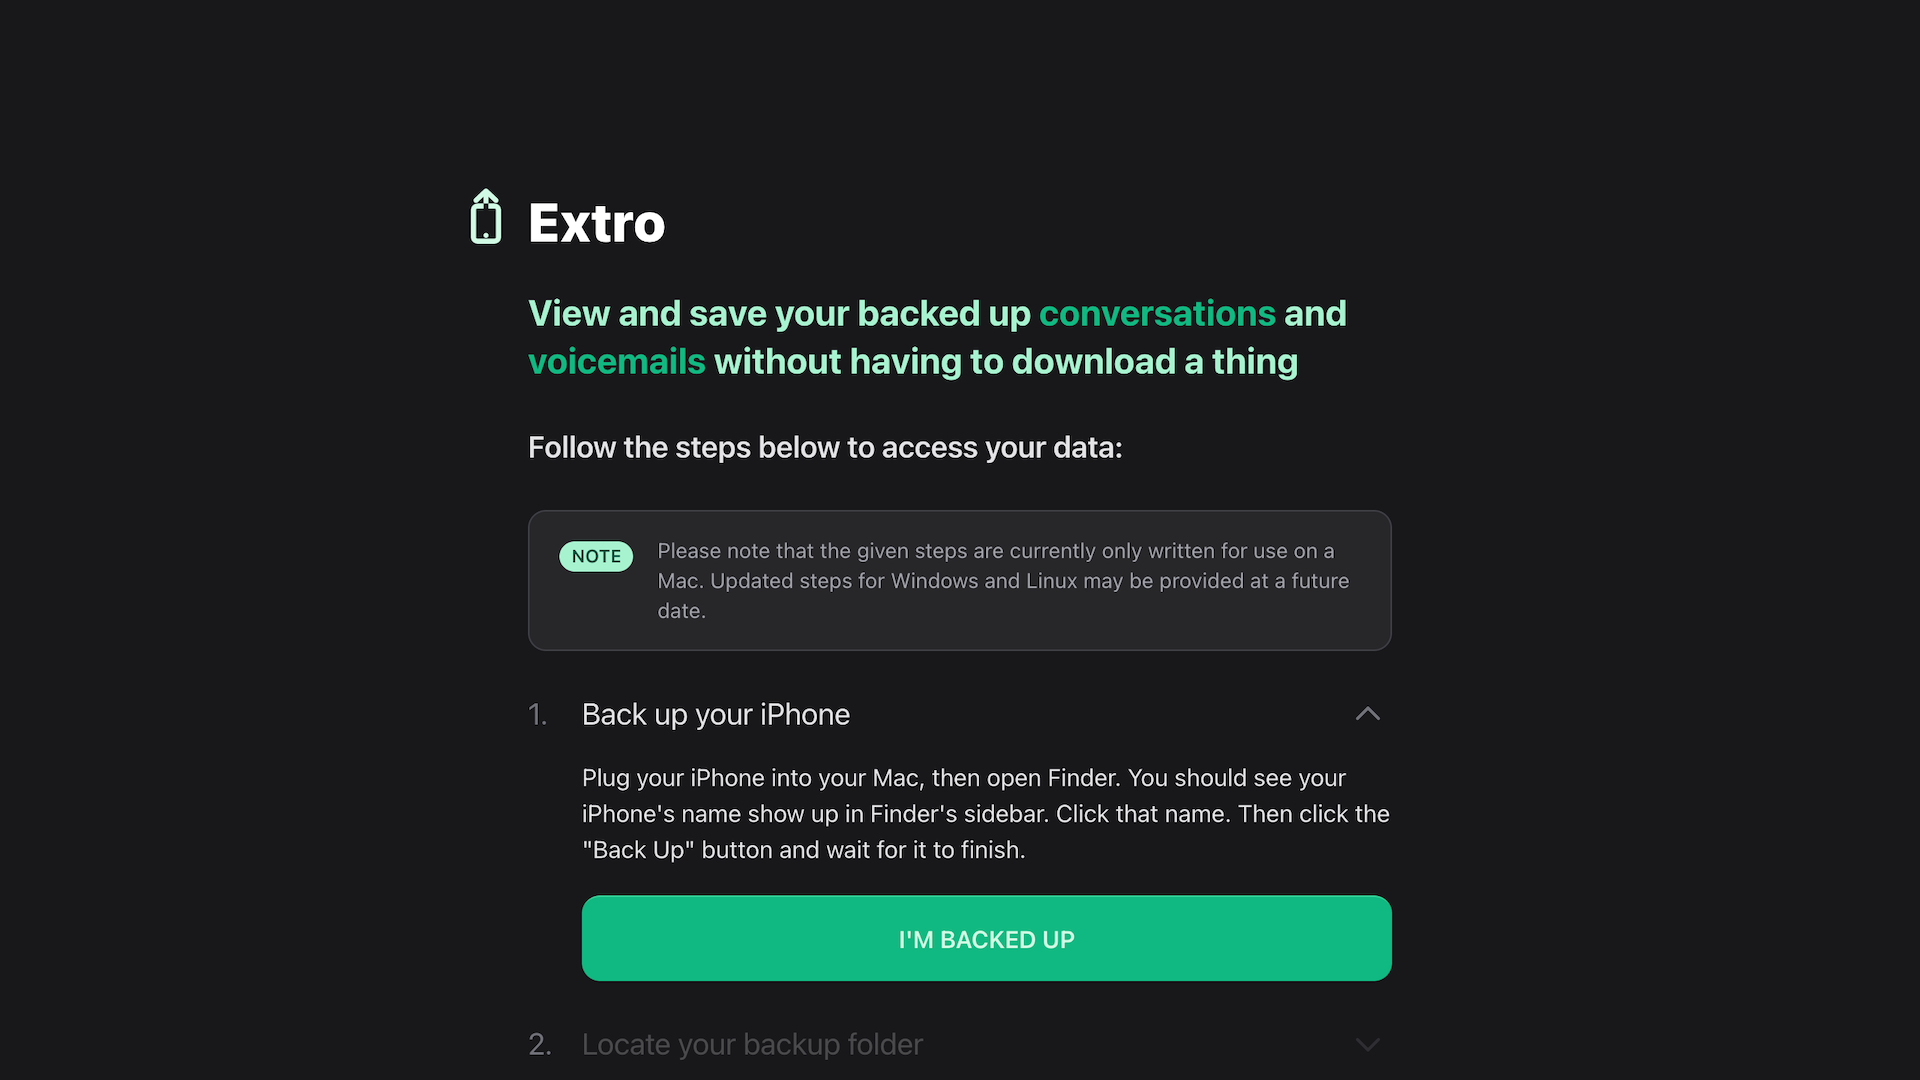 Extro
View and save your backed up conversations and
voicemails without having to download a thing
Follow the steps below to access your data:
NOTE
Please note that the given steps are currently only written for use on a
Mac. Updated steps for Windows and Linux may be provided at a future
date.
1. Back up your iPhone
Plug your iPhone into your Mac, then open Finder. You should see your
iPhone's name show up in Finder's sidebar. Click that name. Then click the
"Back Up" button and wait for it to finish.
I'M BACKED UP
2. Locate your backup folder